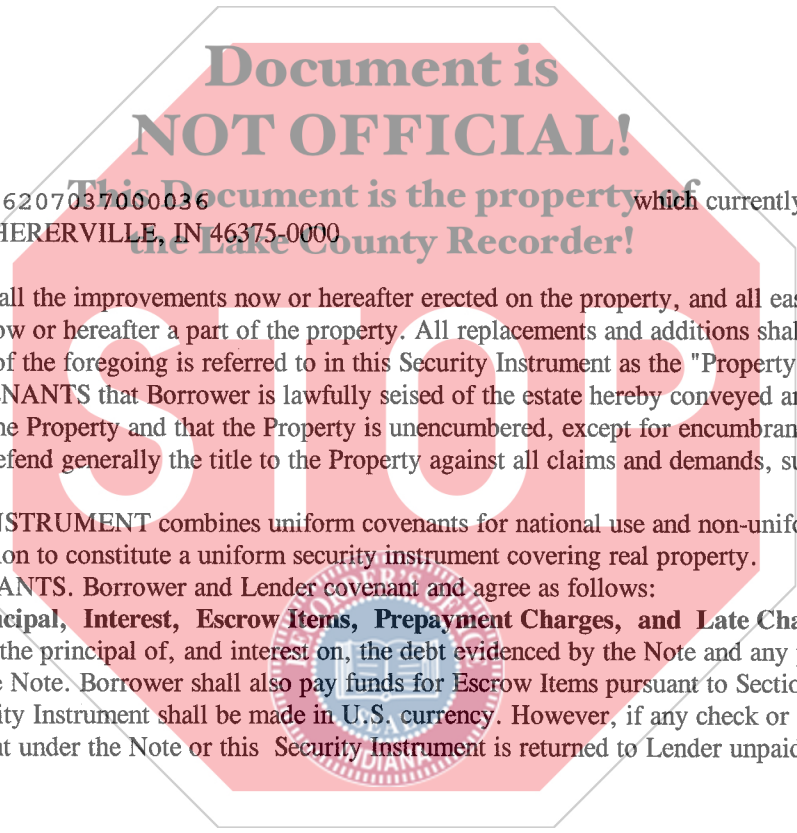 Document is
NOT OFFICIAL!
This Document is the property of
the Lake County Recorder!
6207037000036 which currently
HERERVILLE, IN 46375-0000
all the improvements now or hereafter erected on the property, and all eas
ow or hereafter a part of the property. All replacements and additions shal
of the foregoing is referred to in this Security Instrument as the "Property
NANTS that Borrower is lawfully seised of the estate hereby conveyed an
he Property and that the Property is unencumbered, except for encumbran
efend generally the title to the Property against all claims and demands, su
STOP
NSTRUMENT combines uniform covenants for national use and non-unifo
ion to constitute a uniform security instrument covering real property.
ANTS. Borrower and Lender covenant and agree as follows:
ncipal, Interest, Escrow Items, Prepayment Charges, and Late Cha
the principal of, and interest on, the debt evidenced by the Note and any p
e Note. Borrower shall also pay funds for Escrow Items pursuant to Sectio
ity Instrument shall be made in U.S. currency. However, if any check or
nt under the Note or this Security Instrument is returned to Lender unpaid
RECORDER'S OFFICE
SEAL
INDIANA